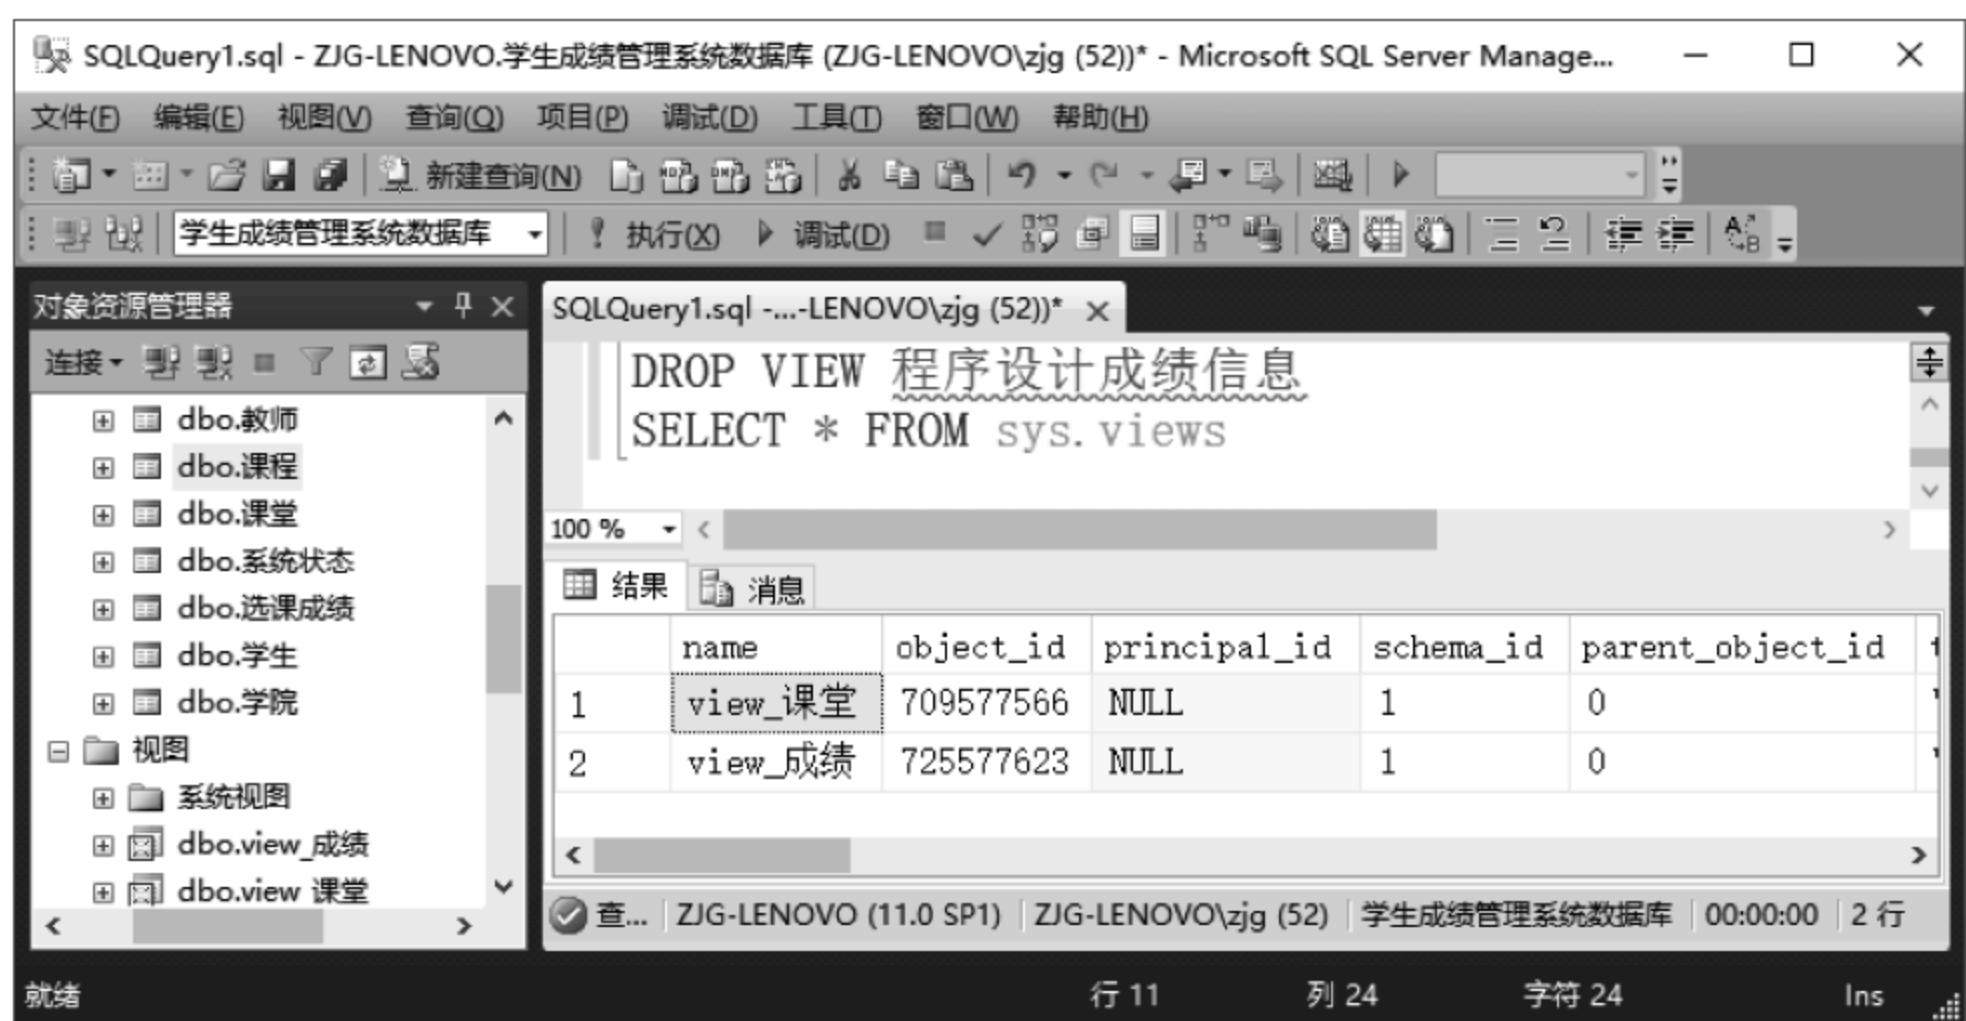 SQLQuery1.sql - ZJG-LENOVO.学生成绩管理系统数据库 (ZJG-LENOVO\zjg (52))* - Microsoft SQL Server Manage...
文件(F) 编辑(E) 视图(V) 查询(Q) 项目(P) 调试(D) 工具(T) 窗口(W) 帮助(H)
新建查询(N)
学生成绩管理系统数据库 执行(X) 调试(D)
对象资源管理器
连接
dbo.教师
dbo.课程
dbo.课堂
dbo.系统状态
dbo.选课成绩
dbo.学生
dbo.学院
视图
系统视图
dbo.view_成绩
dbo.view 课堂
SQLQuery1.sql -...-LENOVO\zjg (52))*
DROP VIEW 程序设计成绩信息
SELECT * FROM sys.views
100 %
结果 消息
name object_id principal_id schema_id parent_object_id
1 view_课堂 709577566 NULL 1 0
2 view_成绩 725577623 NULL 1 0
查... ZJG-LENOVO (11.0 SP1) ZJG-LENOVO\zjg (52) 学生成绩管理系统数据库 00:00:00 2 行
就绪 行 11 列 24 字符 24 Ins